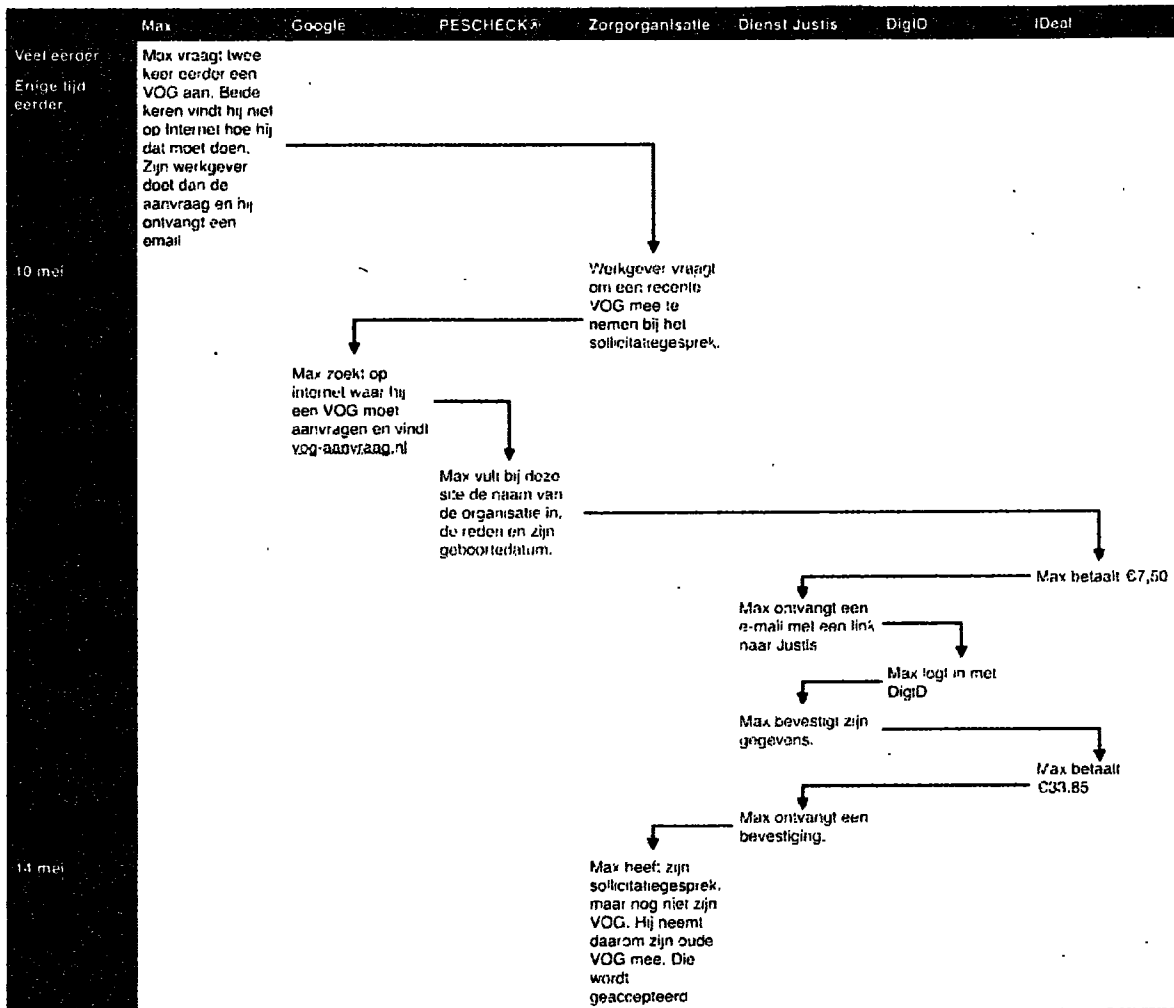 Max Google PESCHECK Zorgorganisatie Dienst Justis DigID iDeal
Veel eerder
Enige tijd
eerder
Max vraagt twee
keer eerder een
VOG aan. Beide
keren vindt hij niet
op Internet hoe hij
dat moet doen.
Zijn werkgever
doet dan de
aanvraag en hij
ontvangt een
email
10 mei
Werkgever vraagt
om een recente
VOG mee te
nemen bij het
sollicitatiegesprek.
Max zoekt op
internet waar hij
een VOG moet
aanvragen en vindt
vog-aanvraag.nl
Max vult bij deze
site de naam van
de organisatie in,
de reden en zijn
geboortedatum.
Max betaalt €7,50
Max ontvangt een
e-mail met een link
naar Justis
Max logt in met
DigiD
Max bevestigt zijn
gegevens.
Max betaalt
€33.85
Max ontvangt een
bevestiging.
14 mei
Max heeft zijn
sollicitatiegesprek,
maar nog niet zijn
VOG. Hij neemt
daarom zijn oude
VOG mee. Die
wordt
geaccepteerd